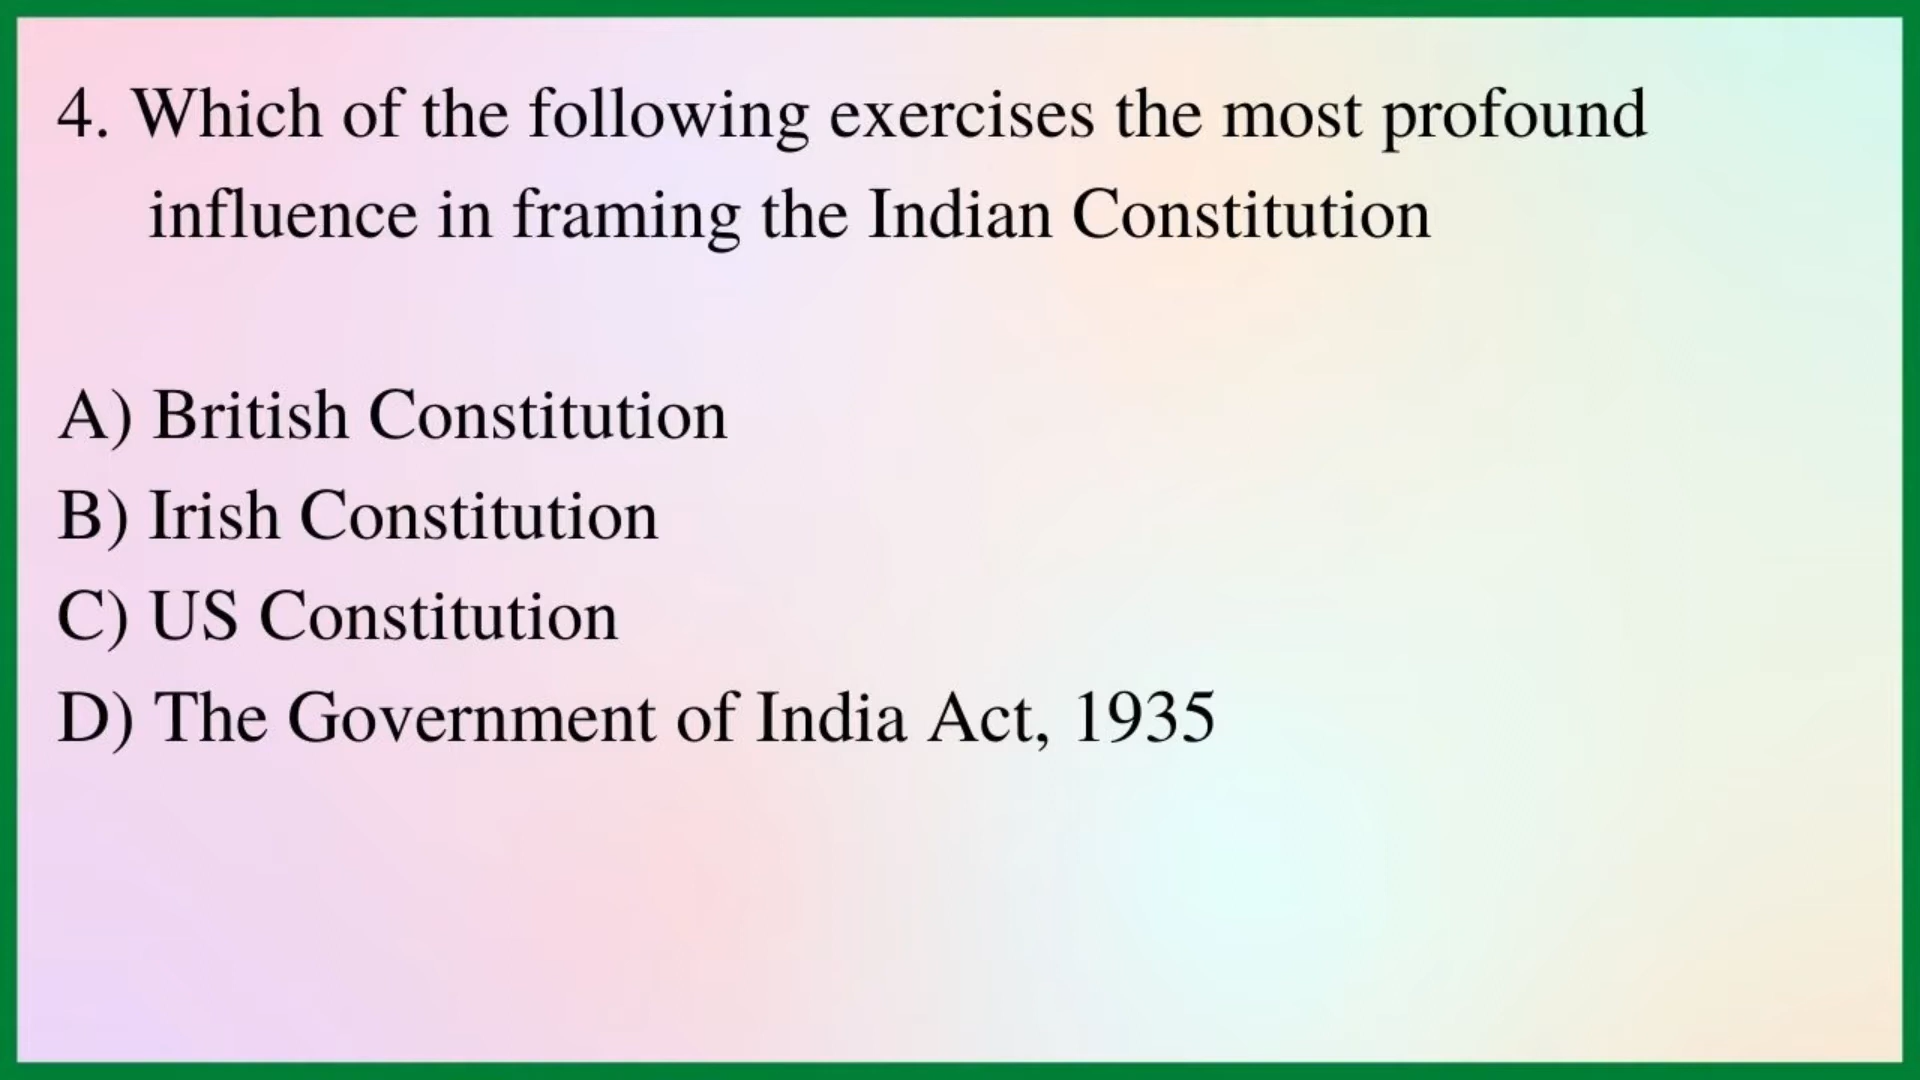 4. Which of the following exercises the most profound
influence in framing the Indian Constitution
A) British Constitution
B) Irish Constitution
C) US Constitution
D) The Government of India Act, 1935